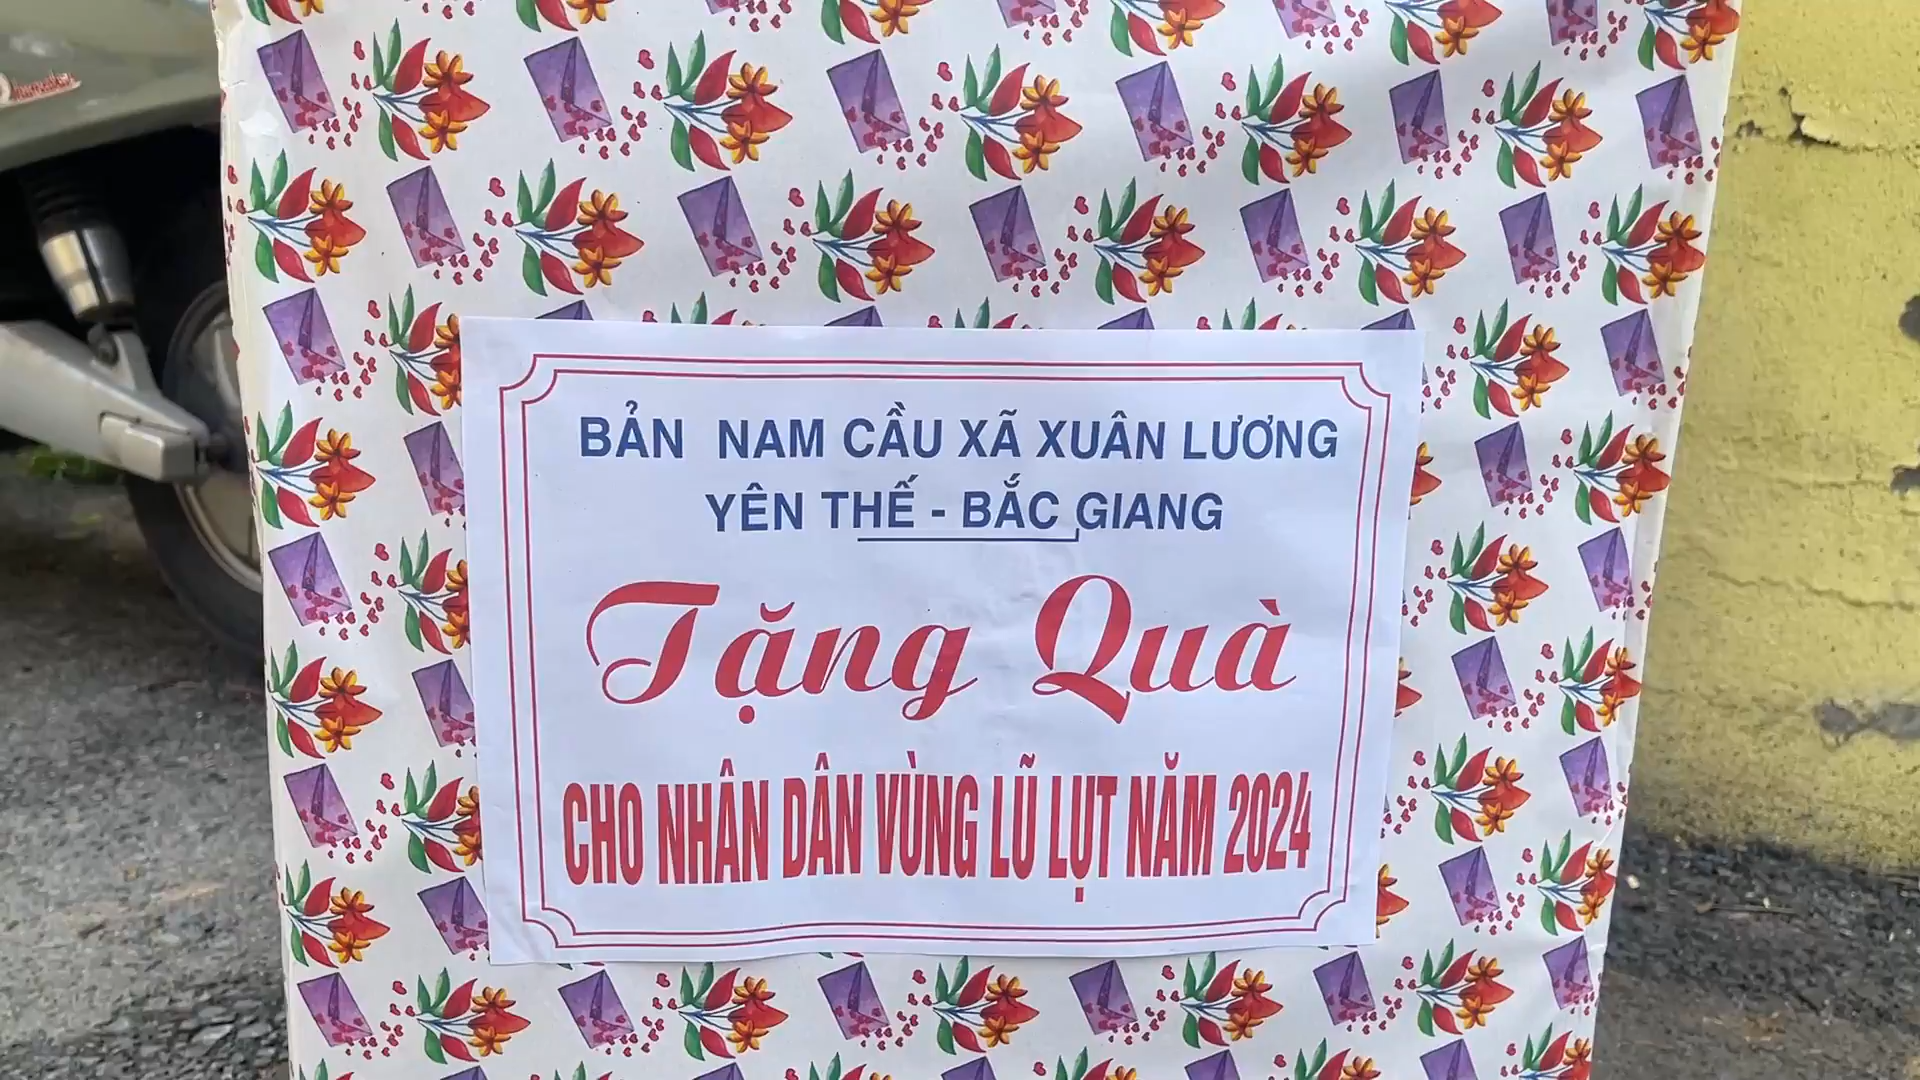 BẢN NAM CẦU XÃ XUÂN LƯƠNG
YÊN THẾ - BẮC GIANG
Tặng Quà
CHO NHÂN DÂN VÙNG LŨ LỤT NĂM 2024